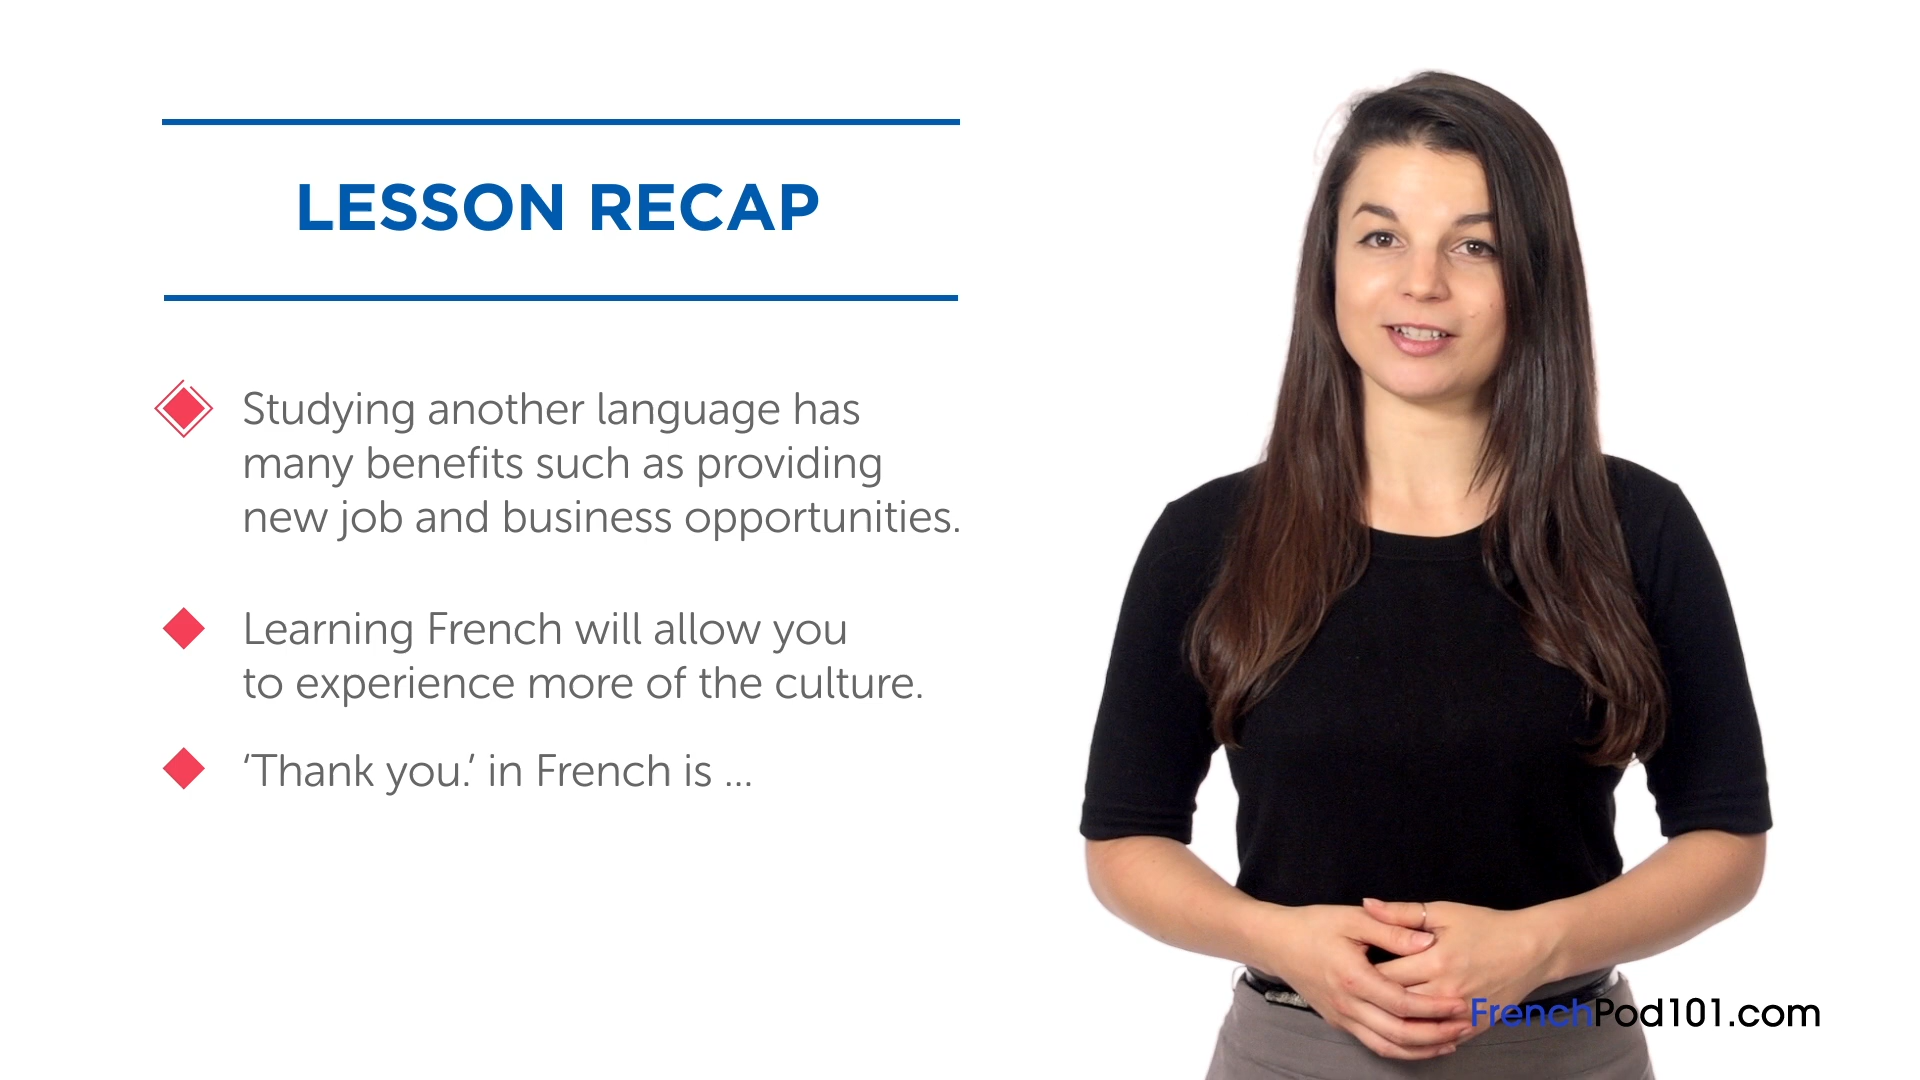 LESSON RECAP
Studying another language has
many benefits such as providing
new job and business opportunities.
Learning French will allow you
to experience more of the culture.
‘Thank you.’ in French is ...
FrenchPod101.com